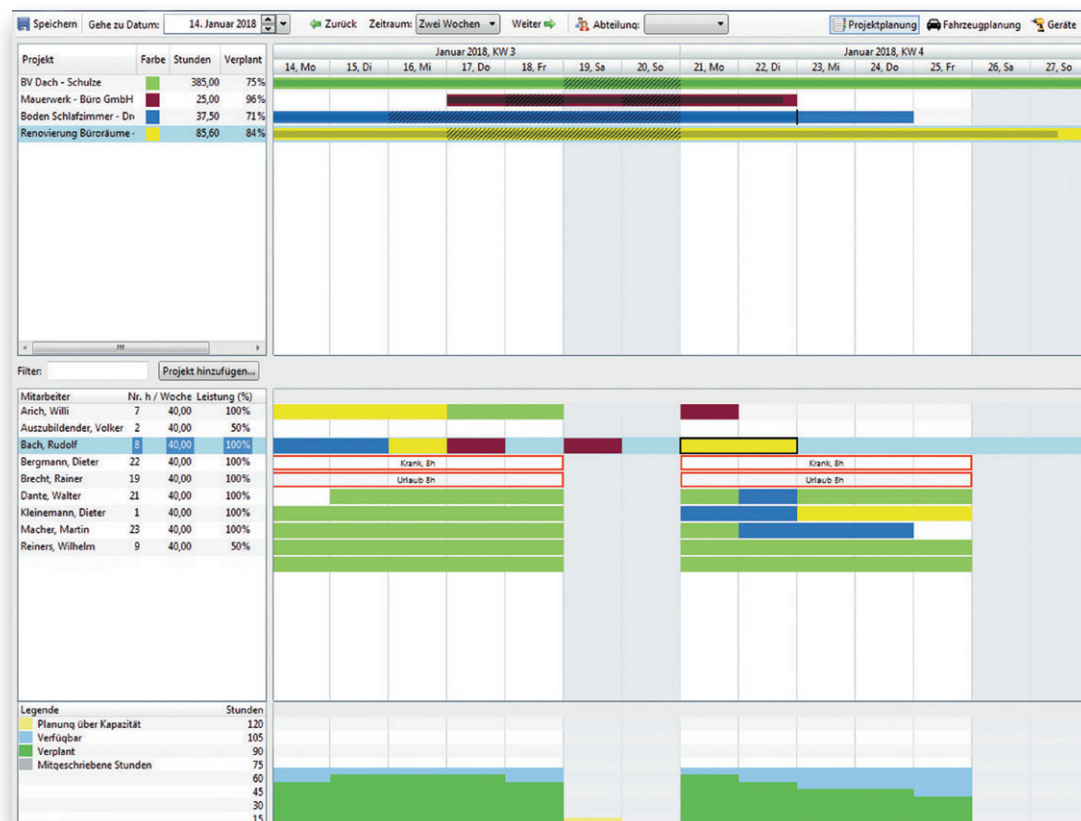 Speichern Gehe zu Datum: 14. Januar 2018 Zurück Zeitraum: Zwei Wochen Weiter Abteilung: Projektplanung Fahrzeugplanung Geräte
Januar 2018, KW 3 Januar 2018, KW 4
Projekt Farbe Stunden Verplant 14, Mo 15, Di 16, Mi 17, Do 18, Fr 19, Sa 20, So 21, Mo 22, Di 23, Mi 24, Do 25, Fr 26, Sa 27, So
BV Dach - Schulze 385,00 75%
Mauerwerk - Büro GmbH 25,00 96%
Boden Schlafzimmer - Dre 37,50 71%
Renovierung Büroräume - 85,60 84%
Filter: Projekt hinzufügen...
Mitarbeiter Nr. h / Woche Leistung (%)
Arich, Willi 7 40,00 100%
Auszubildender, Volker 2 40,00 50%
Bach, Rudolf 8 40,00 100%
Bergmann, Dieter 22 40,00 100% Krank, 8h Krank, 8h
Brecht, Rainer 19 40,00 100% Urlaub 8h Urlaub 8h
Dante, Walter 21 40,00 100%
Kleinemann, Dieter 1 40,00 100%
Macher, Martin 23 40,00 100%
Reiners, Wilhelm 9 40,00 50%
Legende Stunden
Planung über Kapazität 120
Verfügbar 105
Verplant 90
Mitgeschriebene Stunden 75
60
45
30
15